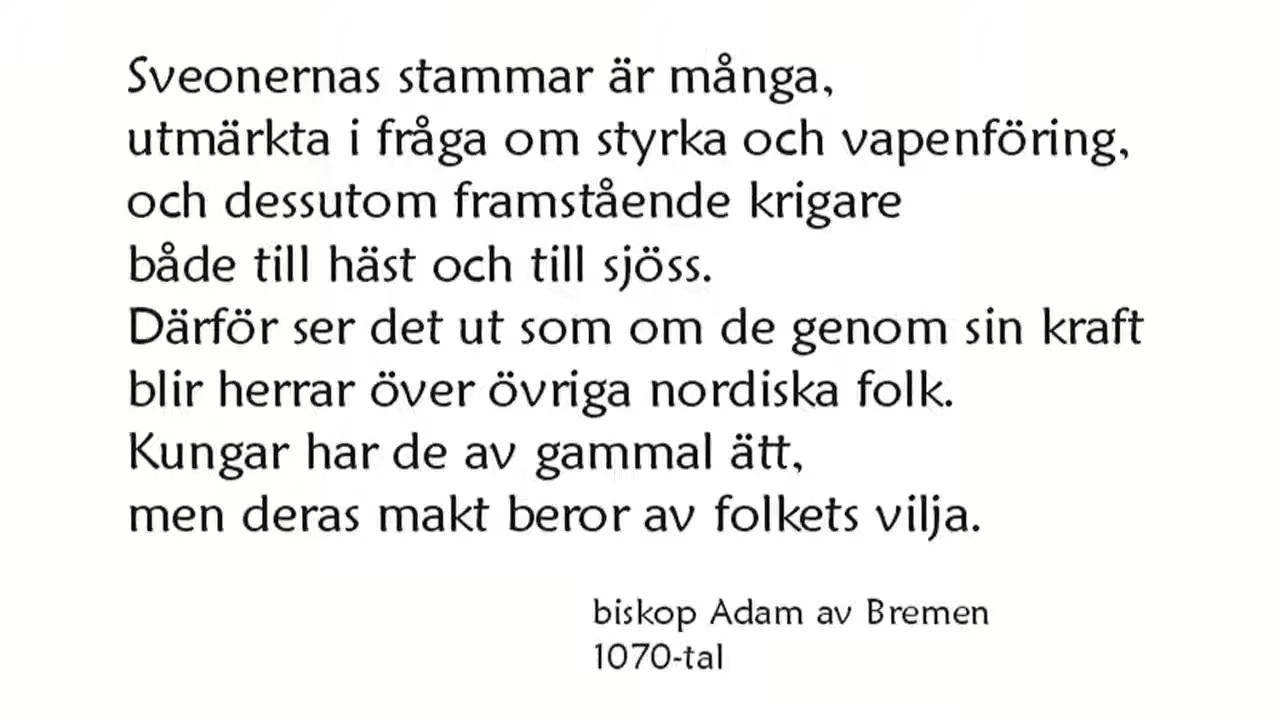 Sveonernas stammar är många,
utmärkta i fråga om styrka och vapenföring,
och dessutom framstående krigare
både till häst och till sjöss.
Därför ser det ut som om de genom sin kraft
blir herrar över övriga nordiska folk.
Kungar har de av gammal ätt,
men deras makt beror av folkets vilja.
biskop Adam av Bremen
1070-tal